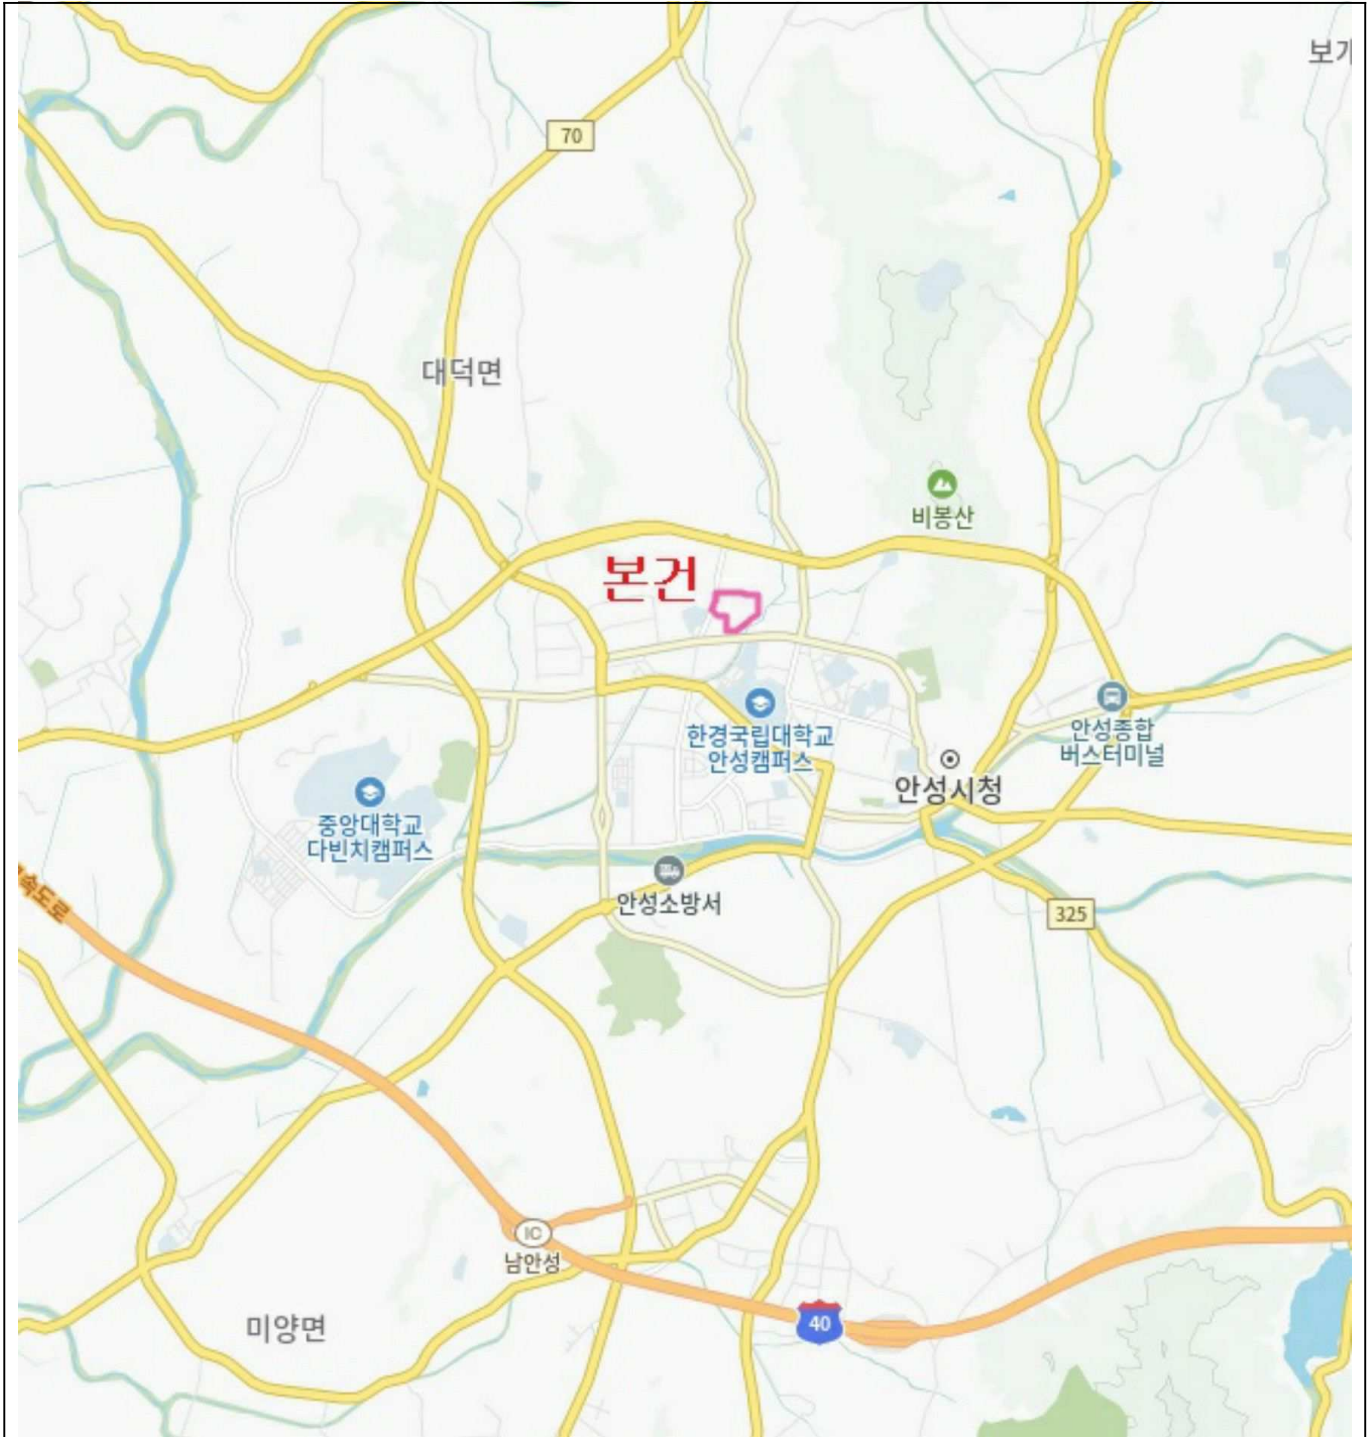 보개
70
대덕면
비봉산
본건
한경국립대학교
안성캠퍼스
안성종합
버스터미널
안성시청
중앙대학교
다빈치캠퍼스
속도로
안성소방서
325
IC
남안성
40
미양면